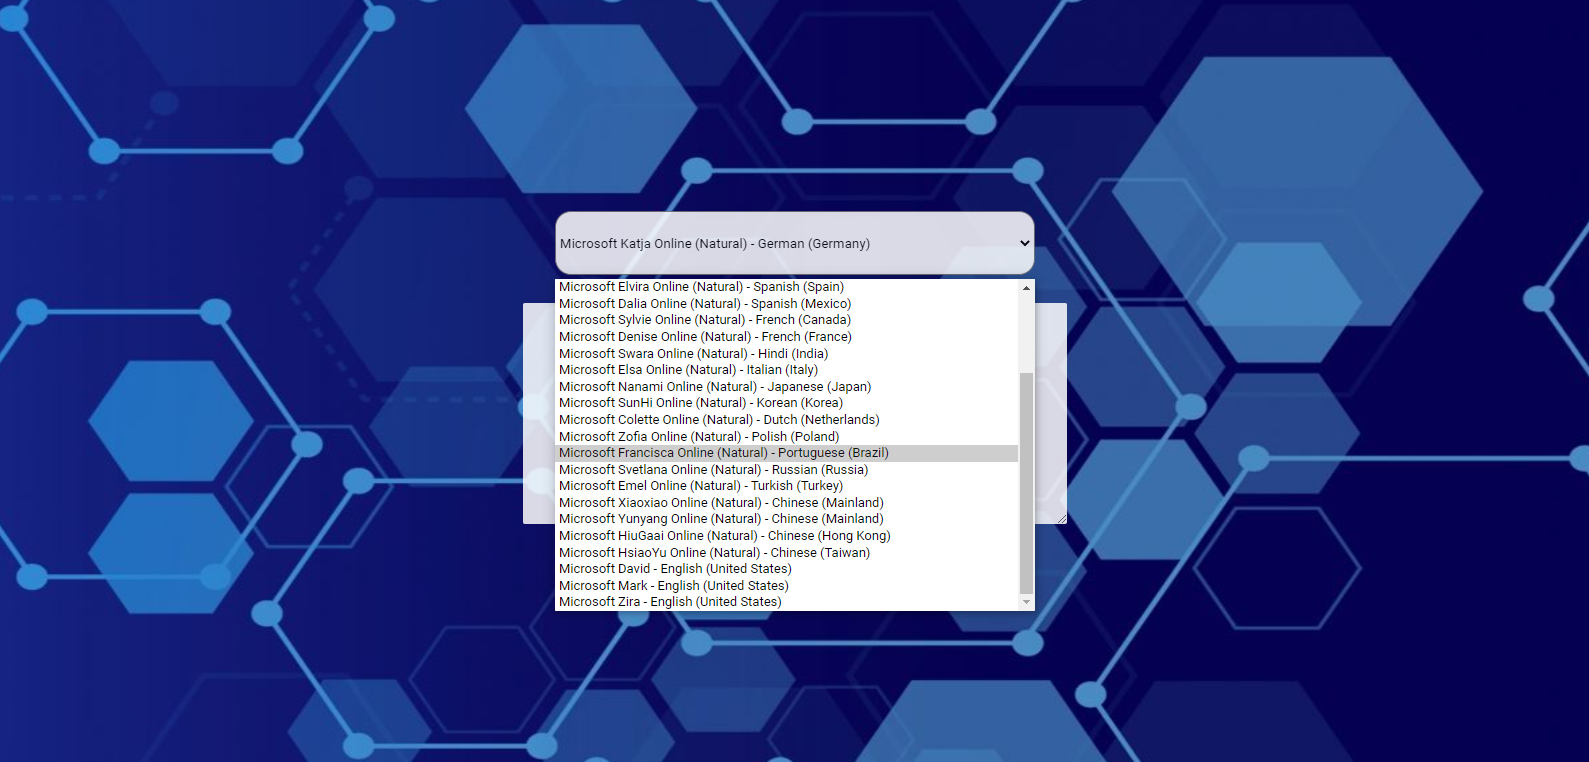 Microsoft Katja Online (Natural) - German (Germany)
Microsoft Elvira Online (Natural) - Spanish (Spain)
Microsoft Dalia Online (Natural) - Spanish (Mexico)
Microsoft Sylvie Online (Natural) - French (Canada)
Microsoft Denise Online (Natural) - French (France)
Microsoft Swara Online (Natural) - Hindi (India)
Microsoft Elsa Online (Natural) - Italian (Italy)
Microsoft Nanami Online (Natural) - Japanese (Japan)
Microsoft SunHi Online (Natural) - Korean (Korea)
Microsoft Colette Online (Natural) - Dutch (Netherlands)
Microsoft Zofia Online (Natural) - Polish (Poland)
Microsoft Francisca Online (Natural) - Portuguese (Brazil)
Microsoft Svetlana Online (Natural) - Russian (Russia)
Microsoft Emel Online (Natural) - Turkish (Turkey)
Microsoft Xiaoxiao Online (Natural) - Chinese (Mainland)
Microsoft Yunyang Online (Natural) - Chinese (Mainland)
Microsoft HiuGaai Online (Natural) - Chinese (Hong Kong)
Microsoft HsiaoYu Online (Natural) - Chinese (Taiwan)
Microsoft David - English (United States)
Microsoft Mark - English (United States)
Microsoft Zira - English (United States)